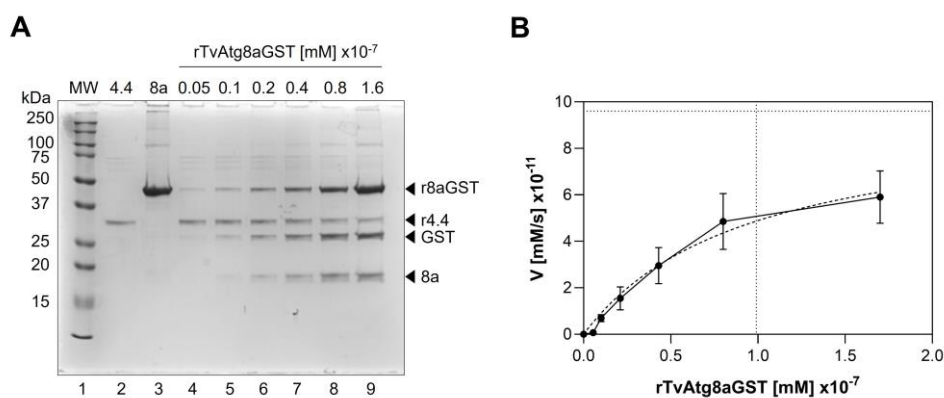 A
rTvAtg8aGST [mM] x10-7
MW 4.4 8a 0.05 0.1 0.2 0.4 0.8 1.6
kDa
250
100
75
50
37
25
20
15
r8aGST
r4.4
GST
8a
1 2 3 4 5 6 7 8 9
B
V [mM/s] x10-11
10
8
6
4
2
0
0.0 0.5 1.0 1.5 2.0
rTvAtg8aGST [mM] x10-7